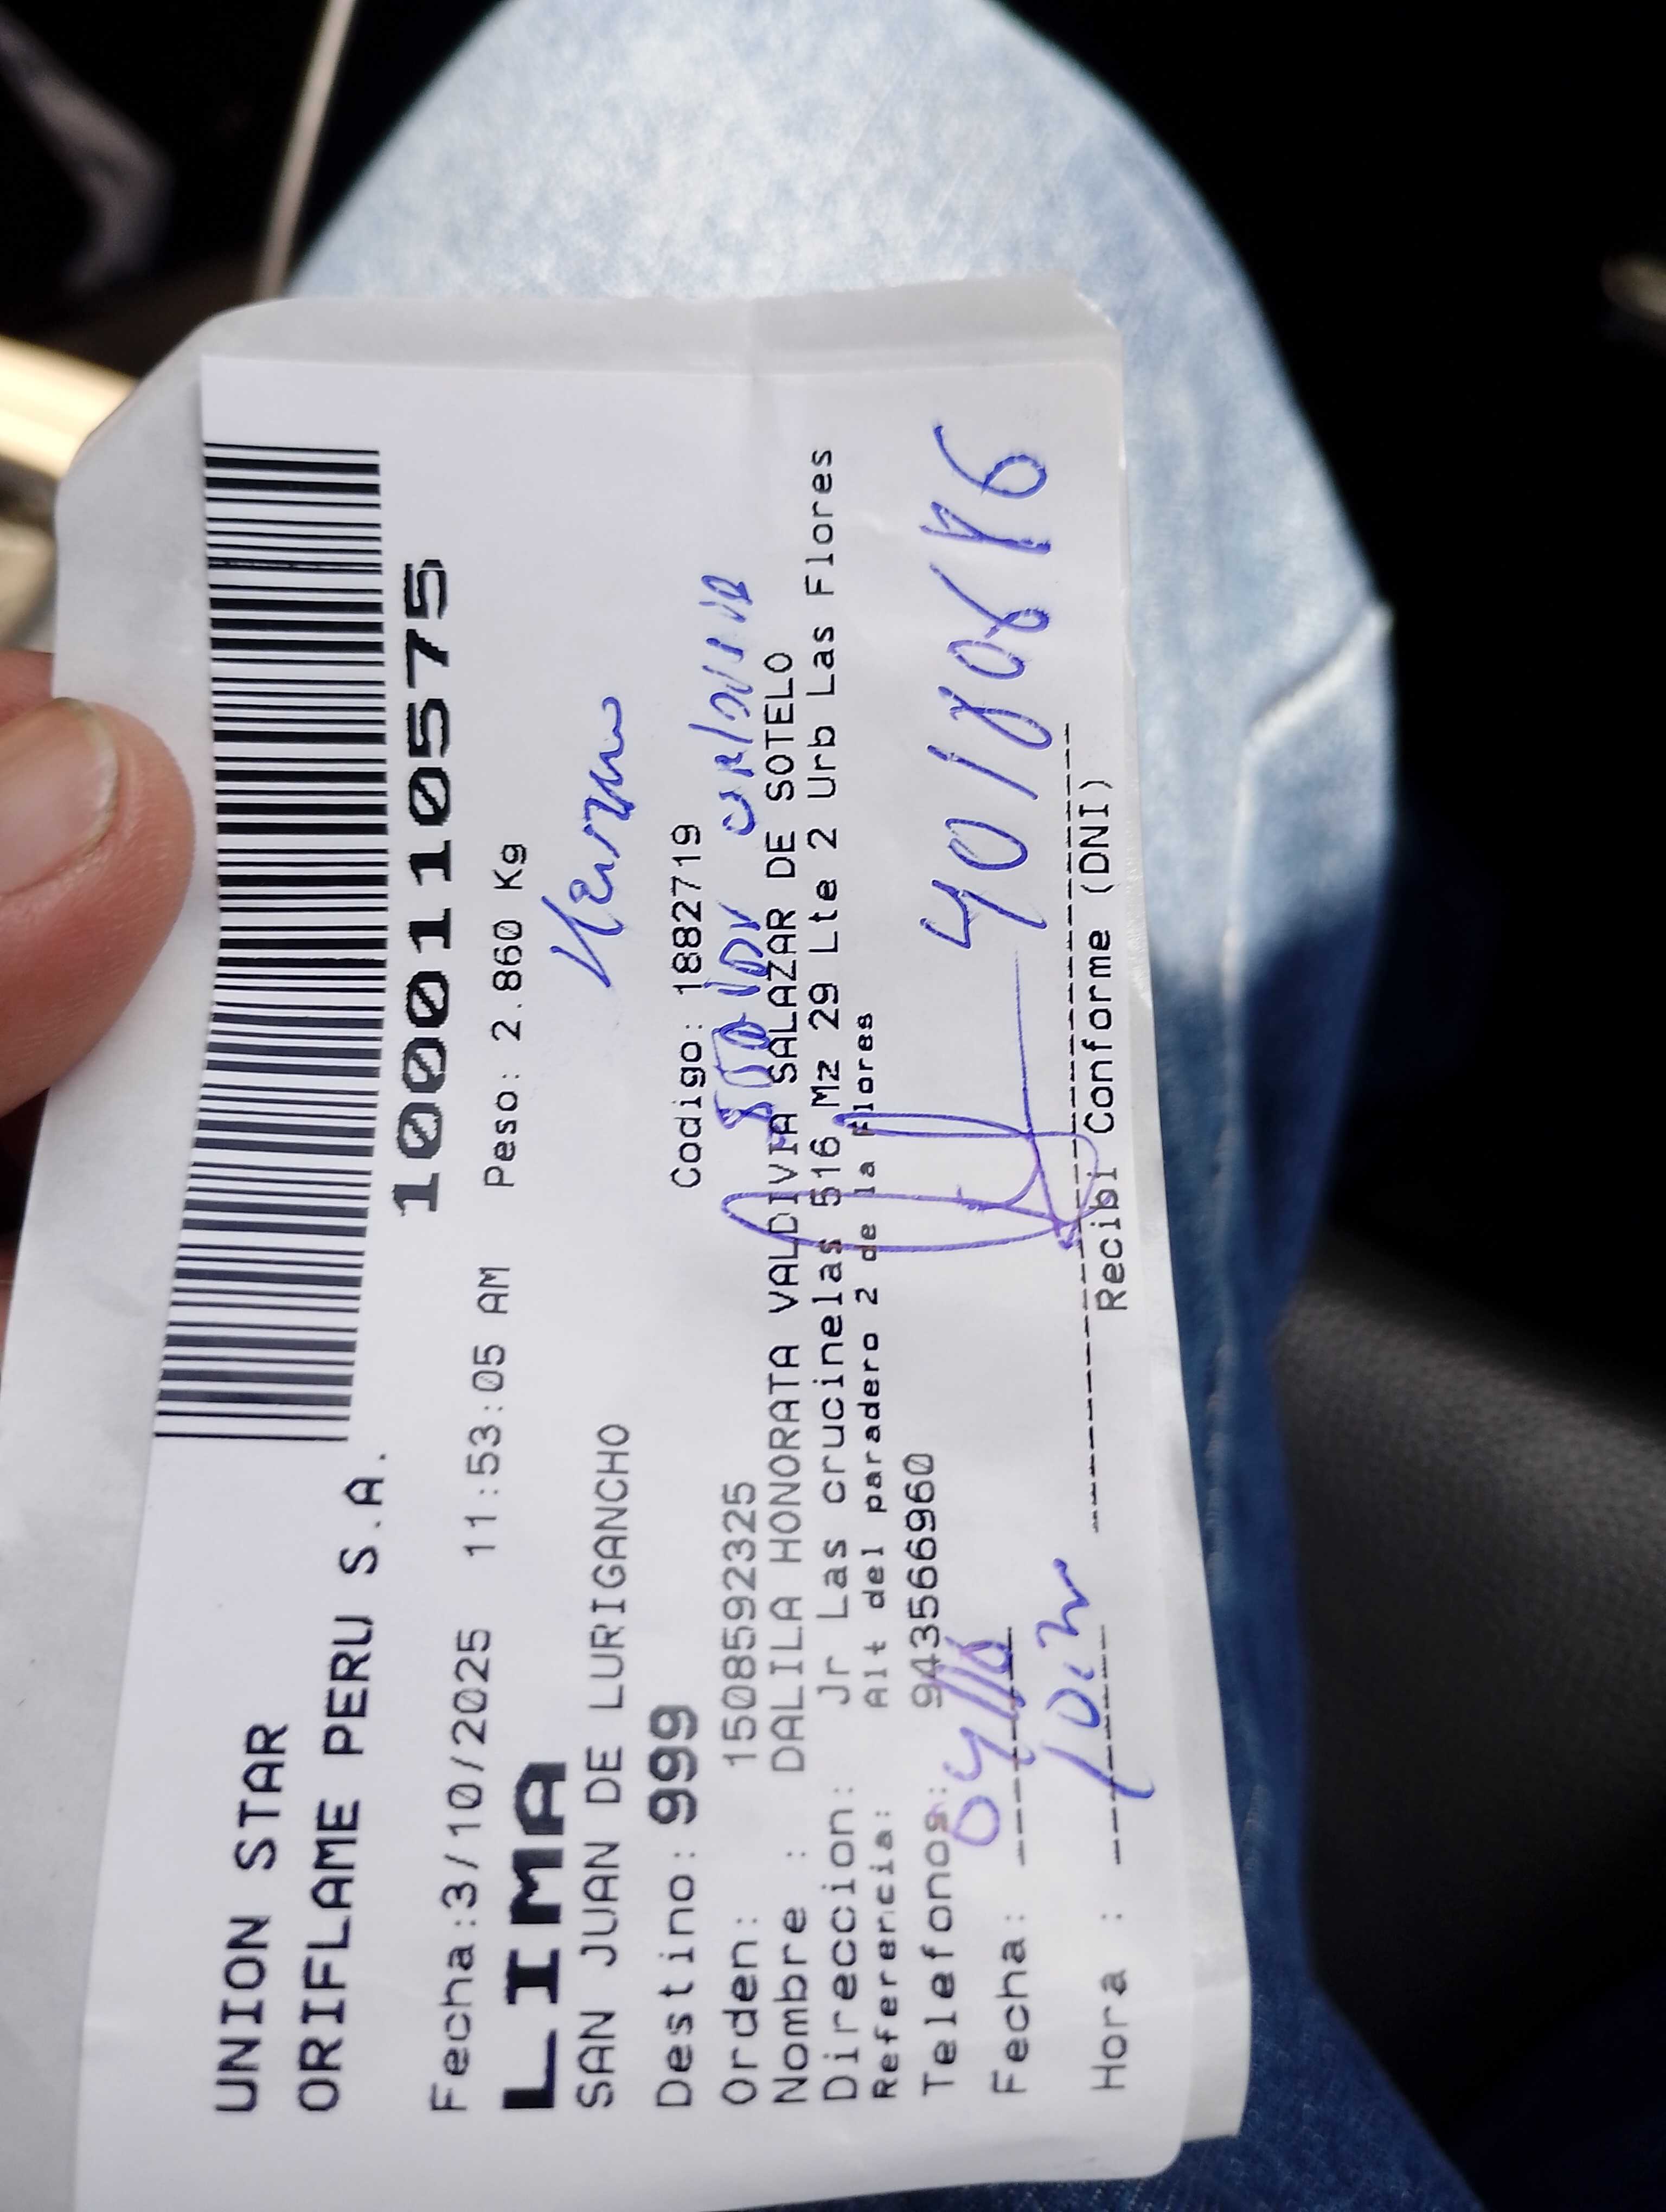 UNION STAR
ORIFLAME PERU S.A.
1000110575
Fecha:3/10/2025 11:53:05 AM Peso: 2.860 Kg
LIMA
SAN JUAN DE LURIGANCHO
Destino: 999 Codigo: 1882719
Orden: 1508592325
Nombre : DALILA HONORATA VALDIVIA SALAZAR DE SOTELO
Direccion: Jr Las crucinelas 516 Mz 29 Lte 2 Urb Las Flores
Referencia: Alt del paradero 2 de la Flores
Telefonos: 943566960
Fecha: 04/10
Hora :
Recibi Conforme (DNI)